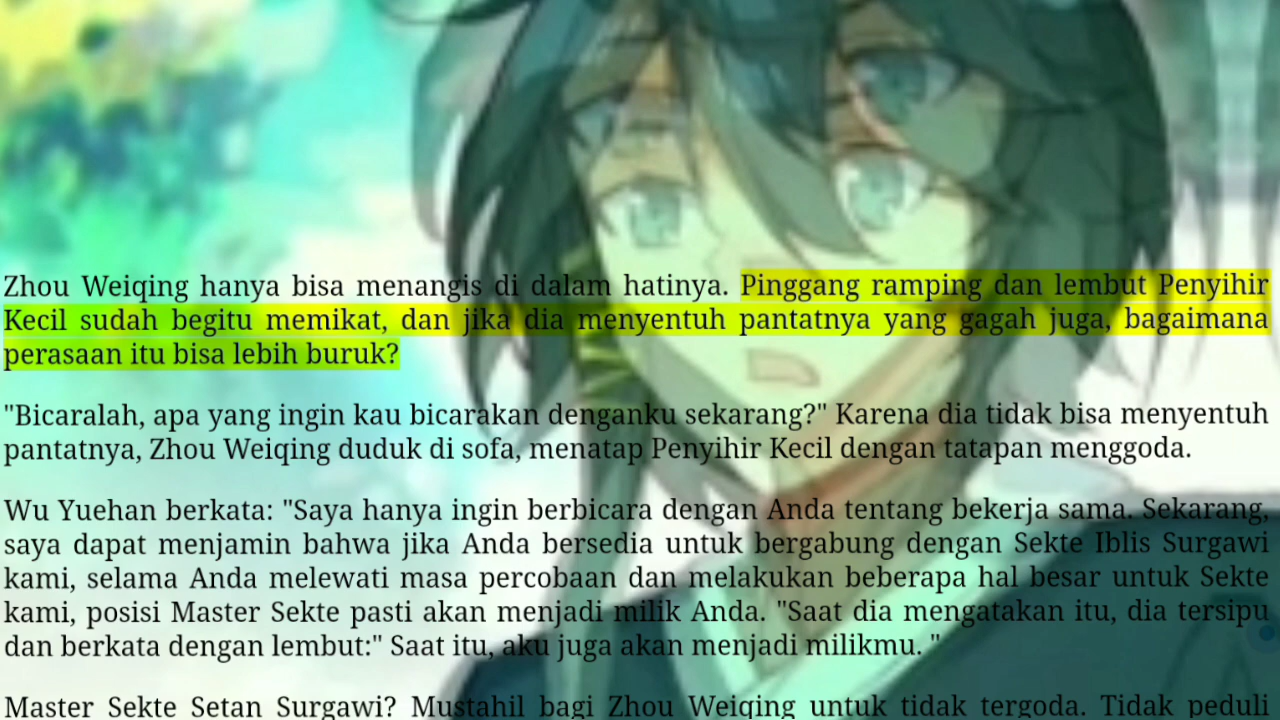 Zhou Weiqing hanya bisa menangis di dalam hatinya. Pinggang ramping dan lembut Penyihir
Kecil sudah begitu memikat, dan jika dia menyentuh pantatnya yang gagah juga, bagaimana
perasaan itu bisa lebih buruk?
"Bicaralah, apa yang ingin kau bicarakan denganku sekarang?" Karena dia tidak bisa menyentuh
pantatnya, Zhou Weiqing duduk di sofa, menatap Penyihir Kecil dengan tatapan menggoda.
Wu Yuehan berkata: "Saya hanya ingin berbicara dengan Anda tentang bekerja sama. Sekarang,
saya dapat menjamin bahwa jika Anda bersedia untuk bergabung dengan Sekte Iblis Surgawi
kami, selama Anda melewati masa percobaan dan melakukan beberapa hal besar untuk Sekte
kami, posisi Master Sekte pasti akan menjadi milik Anda. "Saat dia mengatakan itu, dia tersipu
dan berkata dengan lembut:" Saat itu, aku juga akan menjadi milikmu. "
Master Sekte Setan Surgawi? Mustahil bagi Zhou Weiqing untuk tidak tergoda. Tidak peduli